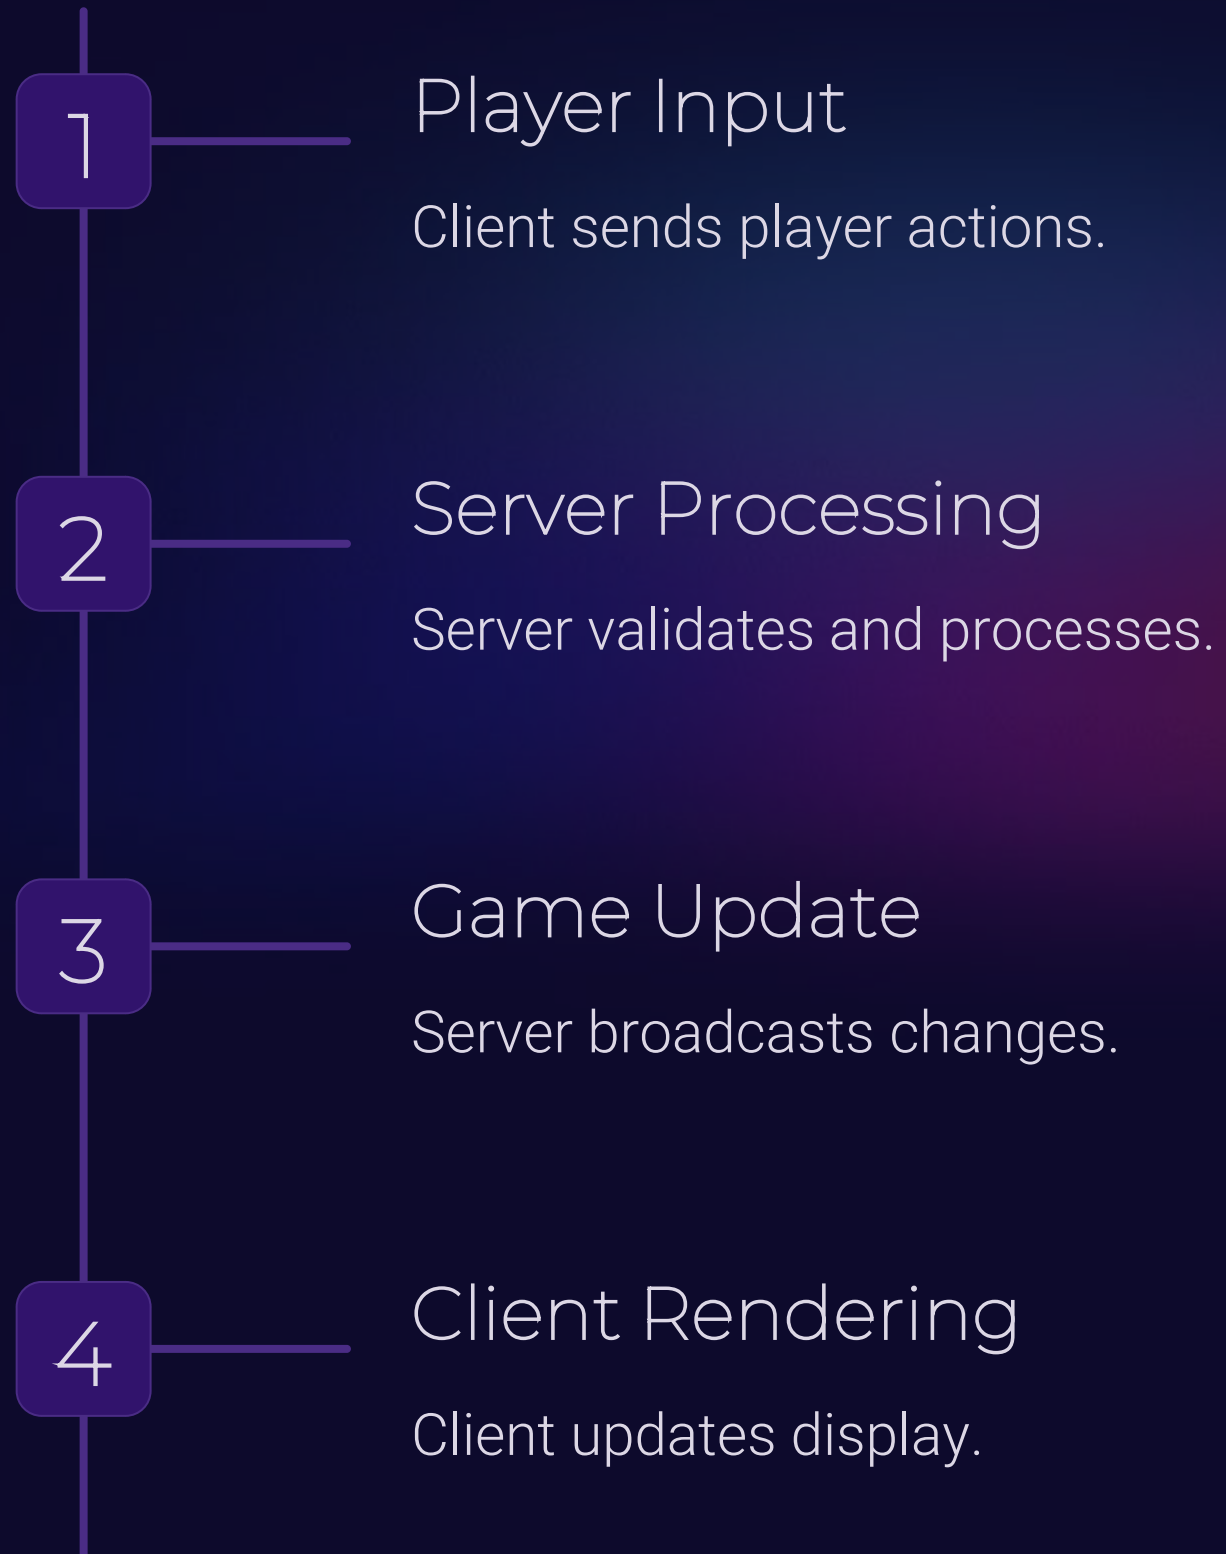 1
Player Input
Client sends player actions.
2
Server Processing
Server validates and processes.
3
Game Update
Server broadcasts changes.
4
Client Rendering
Client updates display.